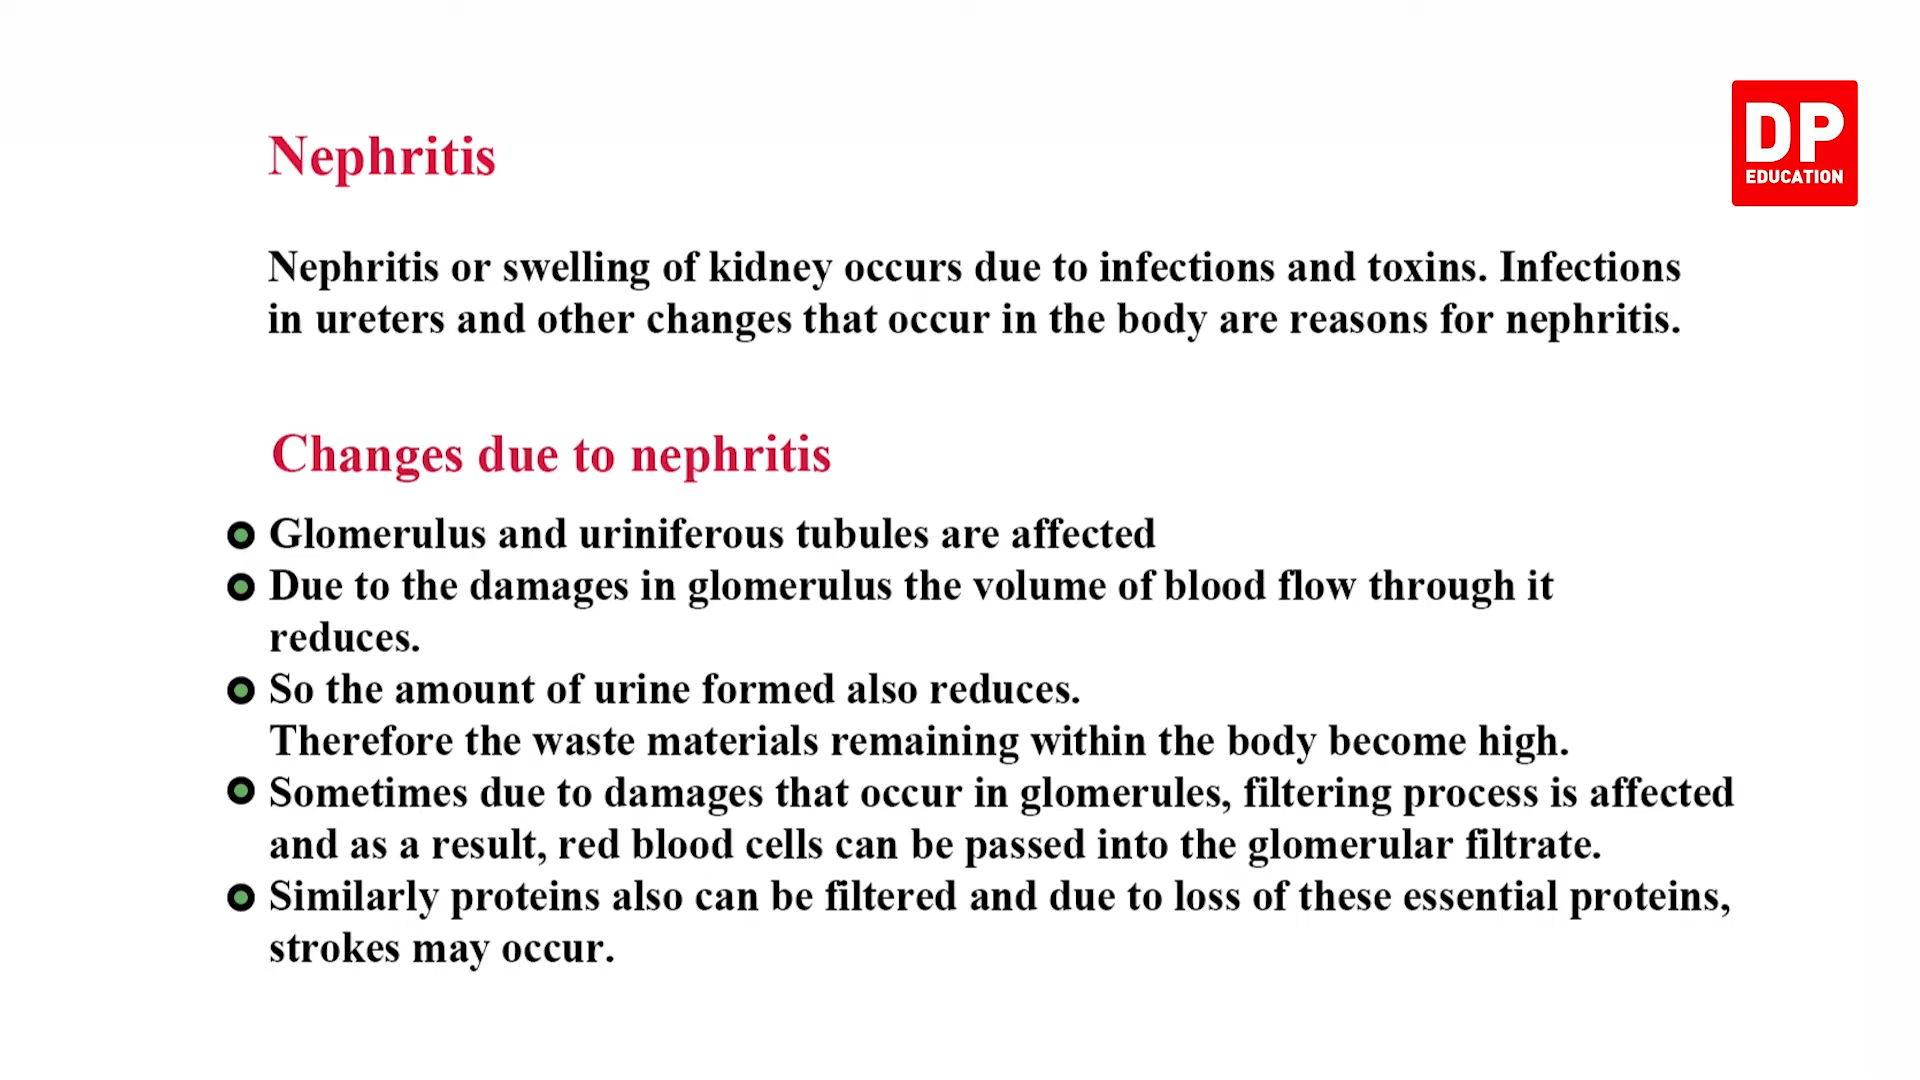 DP
EDUCATION
Nephritis
Nephritis or swelling of kidney occurs due to infections and toxins. Infections
in ureters and other changes that occur in the body are reasons for nephritis.
Changes due to nephritis
Glomerulus and uriniferous tubules are affected
Due to the damages in glomerulus the volume of blood flow through it
reduces.
So the amount of urine formed also reduces.
Therefore the waste materials remaining within the body become high.
Sometimes due to damages that occur in glomerules, filtering process is affected
and as a result, red blood cells can be passed into the glomerular filtrate.
Similarly proteins also can be filtered and due to loss of these essential proteins,
strokes may occur.